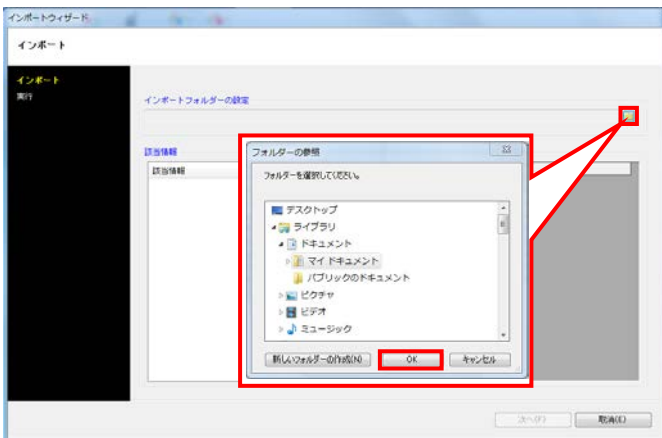 インポートウィザード
インポート
インポート
実行
インポートフォルダーの設定
該当情報
該当情報
フォルダーの参照
フォルダーを選択してください。
デスクトップ
ライブラリ
ドキュメント
マイ ドキュメント
パブリックのドキュメント
ピクチャ
ビデオ
ミュージック
新しいフォルダーの作成(N)
OK
キャンセル
次へ(F)
取消(C)